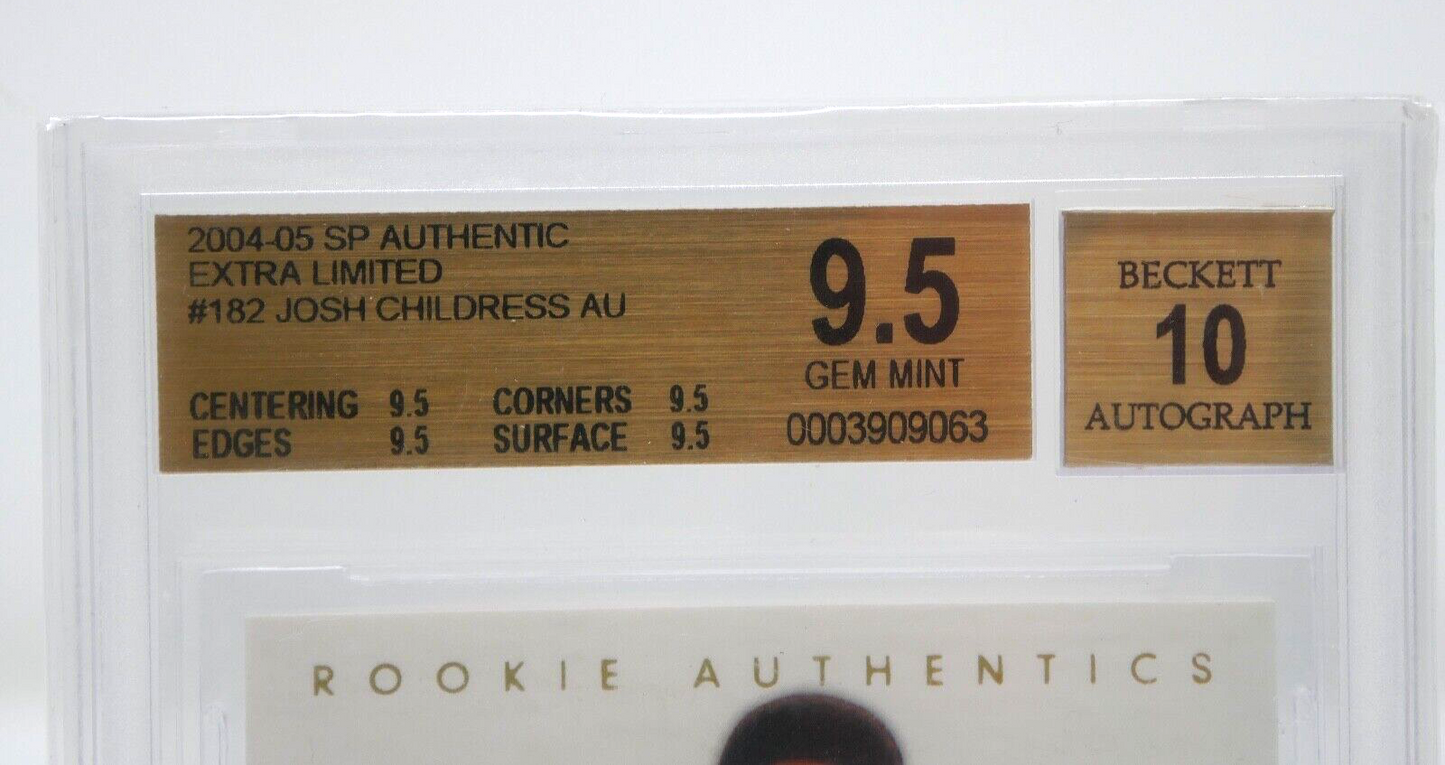 2004-05 SP AUTHENTIC
EXTRA LIMITED
#182 JOSH CHILDRESS AU
CENTERING 9.5 CORNERS 9.5
EDGES 9.5 SURFACE 9.5
9.5
GEM MINT
0003909063
BECKETT
10
AUTOGRAPH
ROOKIE AUTHENTICS